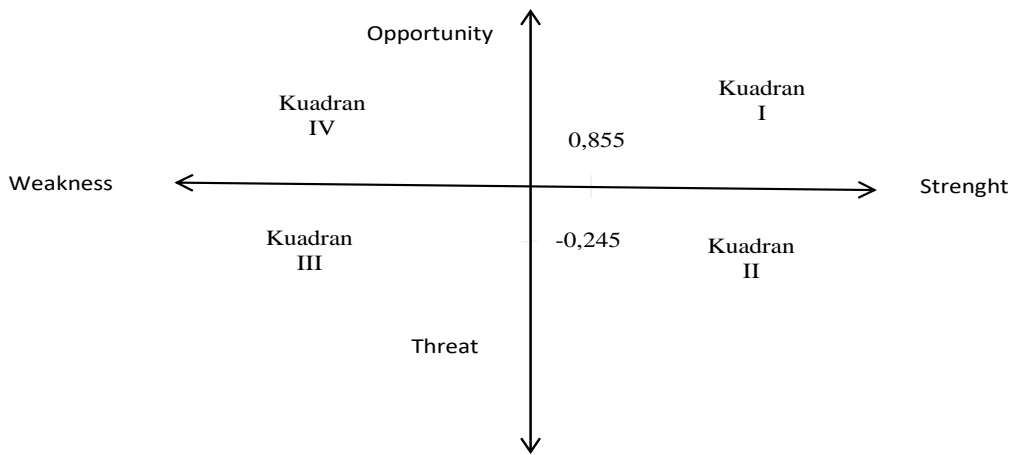 Opportunity
Kuadran
I
Kuadran
IV
0,855
Weakness
Strenght
Kuadran
III
-0,245
Kuadran
II
Threat